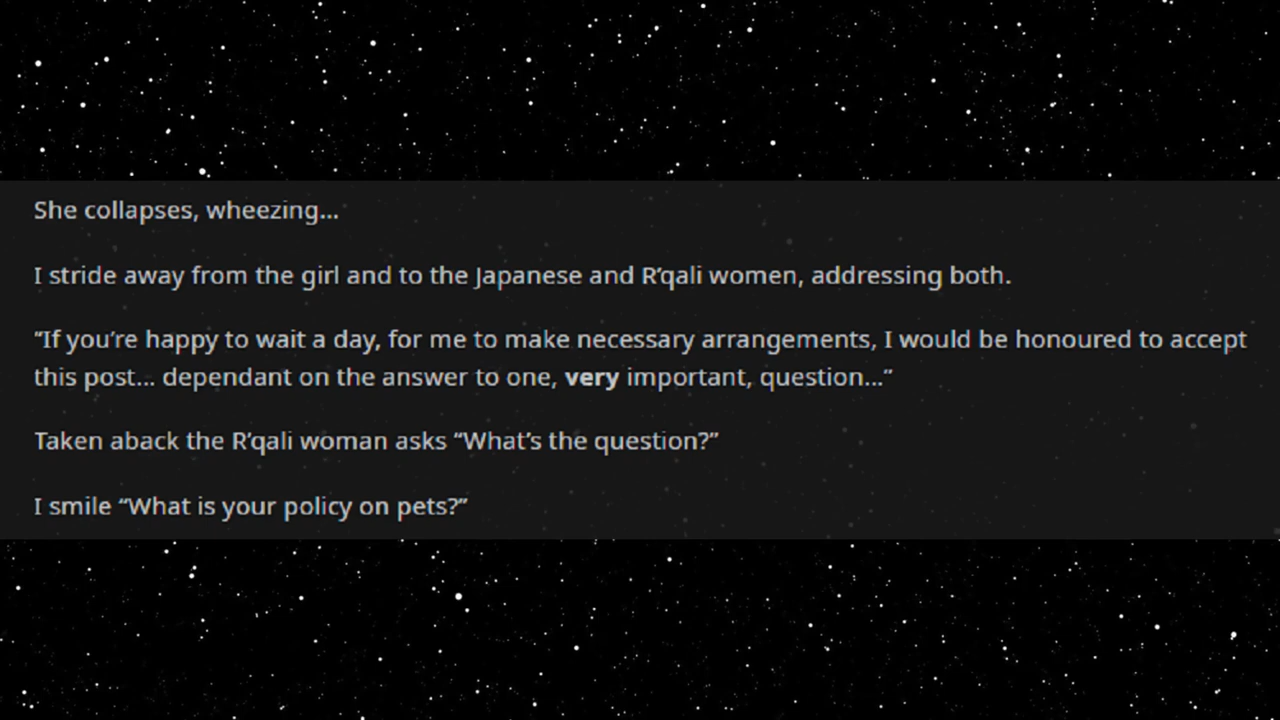 She collapses, wheezing...
I stride away from the girl and to the Japanese and R’qali women, addressing both.
“If you’re happy to wait a day, for me to make necessary arrangements, I would be honoured to accept
this post... dependant on the answer to one, very important, question...”
Taken aback the R’qali woman asks “What’s the question?”
I smile “What is your policy on pets?”